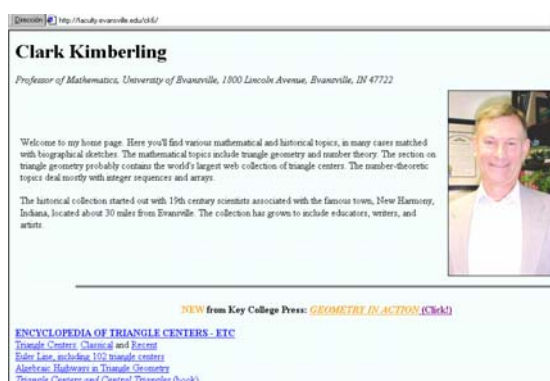 Dirección http://faculty.evansville.edu/ck6/
Clark Kimberling
Professor of Mathematics, University of Evansville, 1800 Lincoln Avenue, Evansville, IN 47722
Welcome to my home page. Here you'll find various mathematical and historical topics, in many cases matched
with biographical sketches. The mathematical topics include triangle geometry and number theory. The section on
triangle geometry probably contains the world's largest web collection of triangle centers. The number-theoretic
topics deal mostly with integer sequences and arrays.
The historical collection started out with 19th century scientists associated with the famous town, New Harmony,
Indiana, located about 30 miles from Evansville. The collection has grown to include educators, writers, and
artists.
NEW from Key College Press: GEOMETRY IN ACTION (Click!)
ENCYCLOPEDIA OF TRIANGLE CENTERS - ETC
Triangle Centers, Classical and Recent
Euler Line, including 102 triangle centers
Algebraic Highways in Triangle Geometry
Triangle Centers and Central Triangles (book)